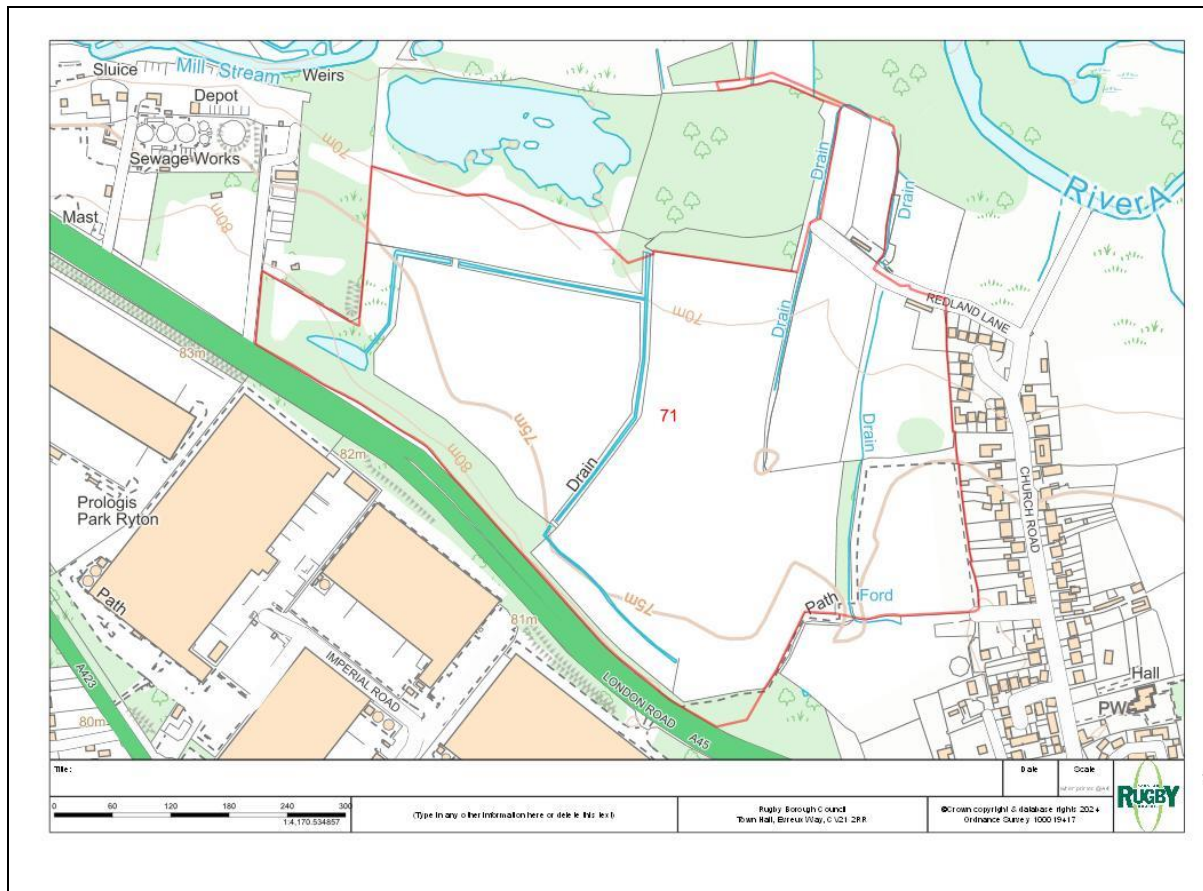 Sluice
Mill Stream
Weirs
Depot
Sewage Works
Mast
70m
80m
Drain
Drain
River A
REDLAND LANE
70m
Drain
83m
71
75m
80m
Drain
Drain
82m
CHURCH ROAD
Prologis
Park Ryton
Path
81m
75m
Path
Ford
IMPERIAL ROAD
A423
80m
LONDON ROAD
A45
Hall
PW
Title:
Date
Scale
0 60 120 180 240 300
1:4,170.534857
(Type in any other information here or delete this text)
Rugby Borough Council
Town Hall, Evreux Way, CV21 2RR
©Crown copyright & database rights 2024
Ordnance Survey 100019417
RUGBY